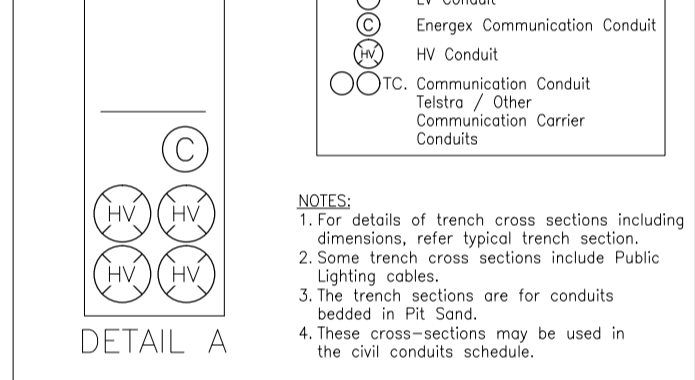 LV Conduit
C Energex Communication Conduit
HV HV Conduit
TC. Communication Conduit
Telstra / Other
Communication Carrier
Conduits
C
HV HV
HV HV
DETAIL A
NOTES:
1. For details of trench cross sections including
dimensions, refer typical trench section.
2. Some trench cross sections include Public
Lighting cables.
3. The trench sections are for conduits
bedded in Pit Sand.
4. These cross-sections may be used in
the civil conduits schedule.